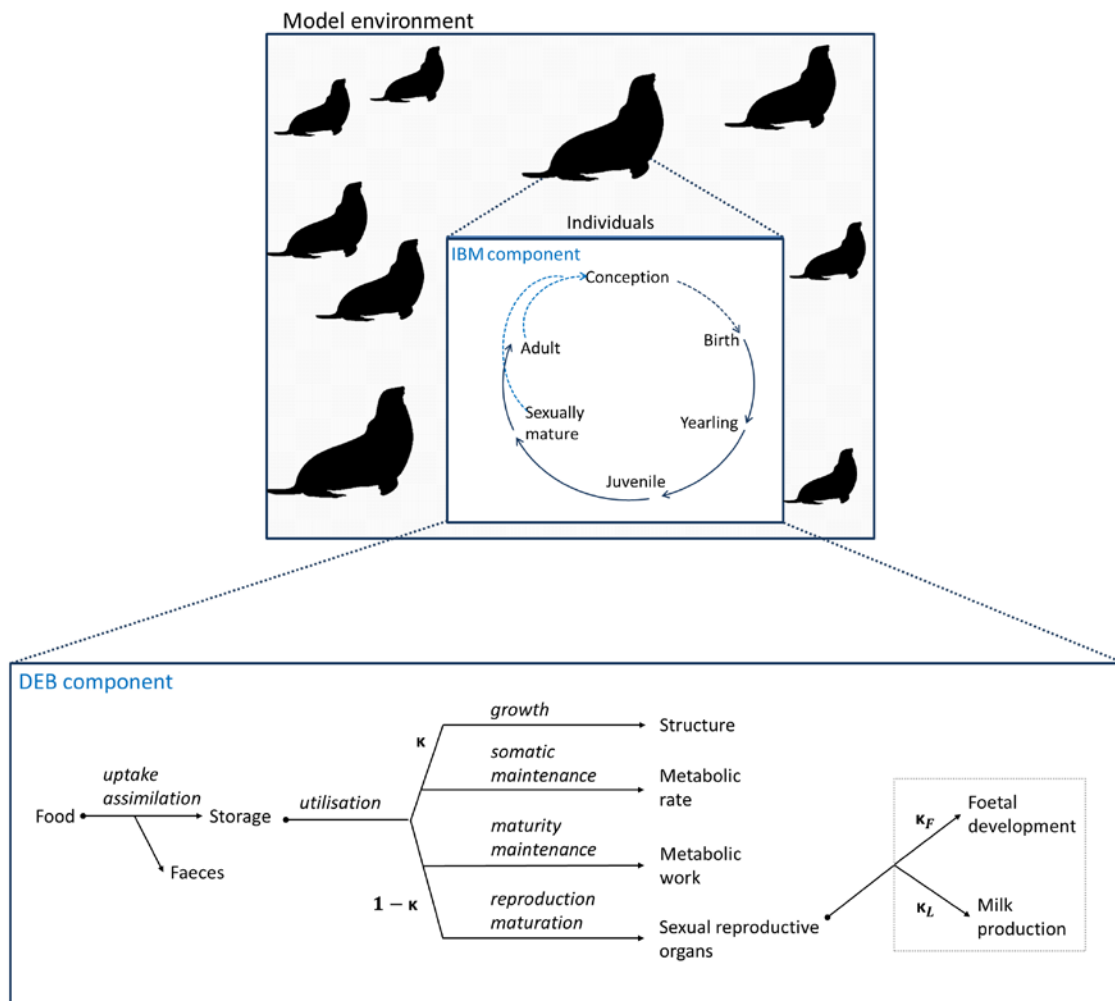 Model environment
Individuals
IBM component
Conception
Birth
Adult
Sexually
mature
Yearling
Juvenile
DEB component
growth
Structure
κ
somatic
maintenance
Metabolic
rate
uptake
assimilation
Food
Storage
utilisation
Faeces
maturity
maintenance
Metabolic
work
1 − κ
reproduction
maturation
Sexual reproductive
organs
κF
Foetal
development
κL
Milk
production